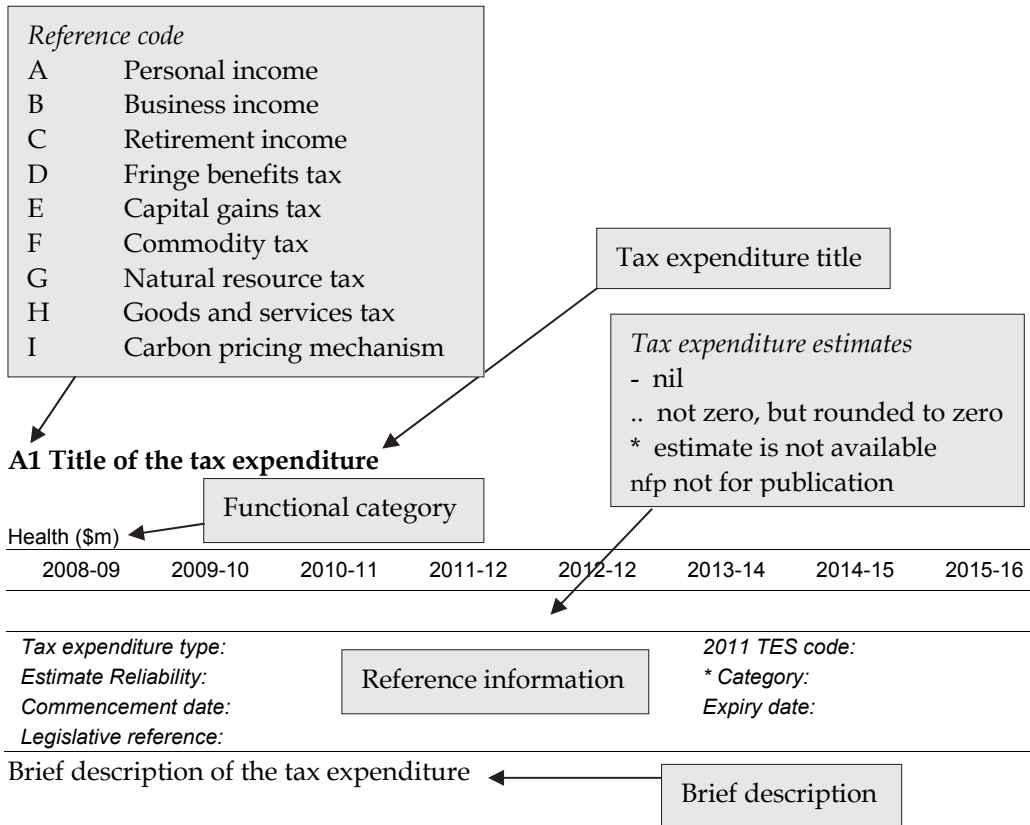 Reference code
A Personal income
B Business income
C Retirement income
D Fringe benefits tax
E Capital gains tax
F Commodity tax
G Natural resource tax
H Goods and services tax
I Carbon pricing mechanism
Tax expenditure title
Tax expenditure estimates
- nil
.. not zero, but rounded to zero
* estimate is not available
nfp not for publication
A1 Title of the tax expenditure
Functional category
Health ($m)
2008-09 2009-10 2010-11 2011-12 2012-12 2013-14 2014-15 2015-16
Tax expenditure type: 2011 TES code:
Estimate Reliability: * Category:
Commencement date: Expiry date:
Legislative reference:
Reference information
Brief description of the tax expenditure
Brief description